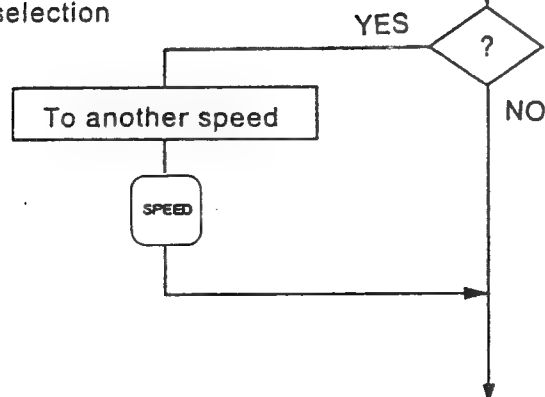 selection
YES
?
To another speed
NO
SPEED